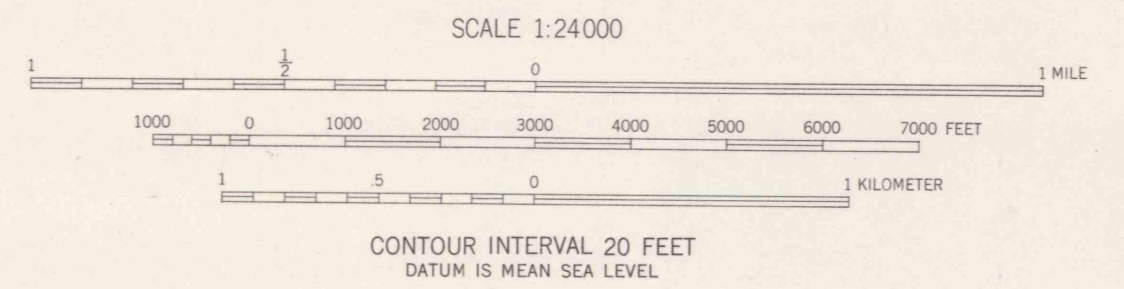 SCALE 1:24000
1 1/2 0 1 MILE
1000 0 1000 2000 3000 4000 5000 6000 7000 FEET
1 .5 0 1 KILOMETER
CONTOUR INTERVAL 20 FEET
DATUM IS MEAN SEA LEVEL